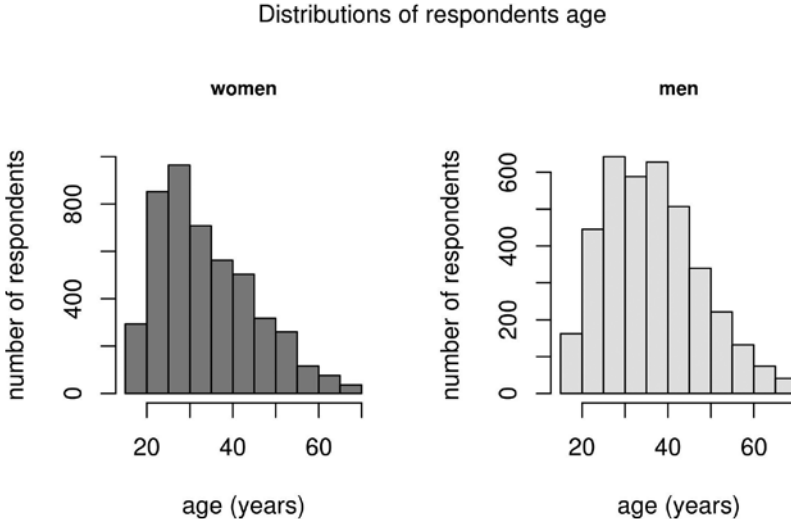 Distributions of respondents age
women
number of respondents
0
400
800
20
40
60
age (years)
men
number of respondents
0
200
400
600
20
40
60
age (years)